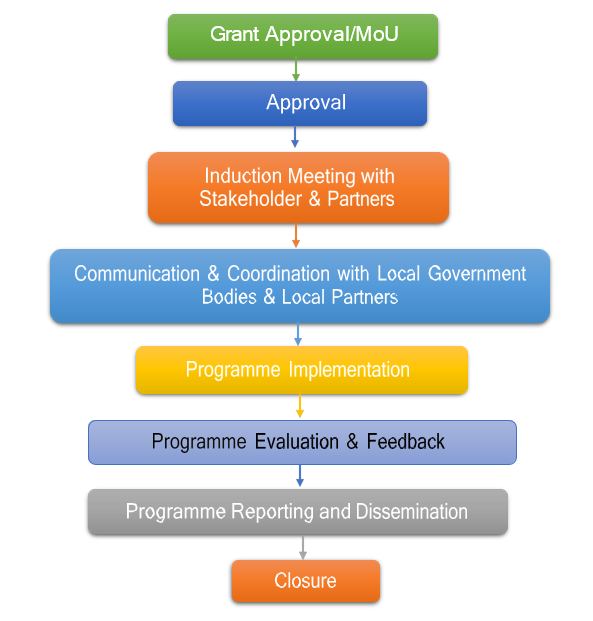 Grant Approval/MoU
Approval
Induction Meeting with
Stakeholder & Partners
Communication & Coordination with Local Government
Bodies & Local Partners
Programme Implementation
Programme Evaluation & Feedback
Programme Reporting and Dissemination
Closure